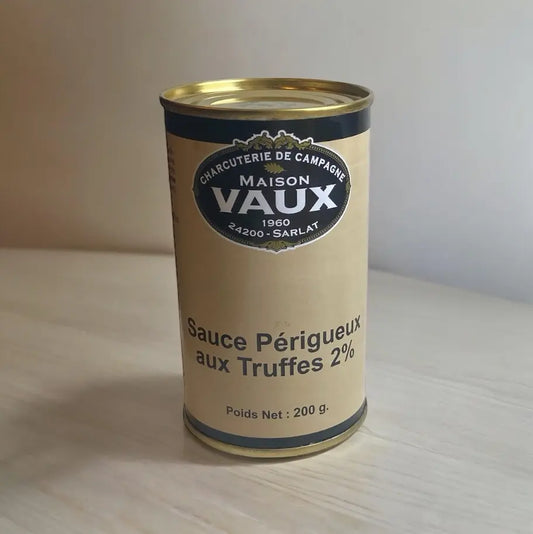 CHARCUTERIE DE CAMPAGNE
MAISON
VAUX
1960
24200 - SARLAT
Sauce Périgueux
aux Truffes 2%
Poids Net : 200 g.